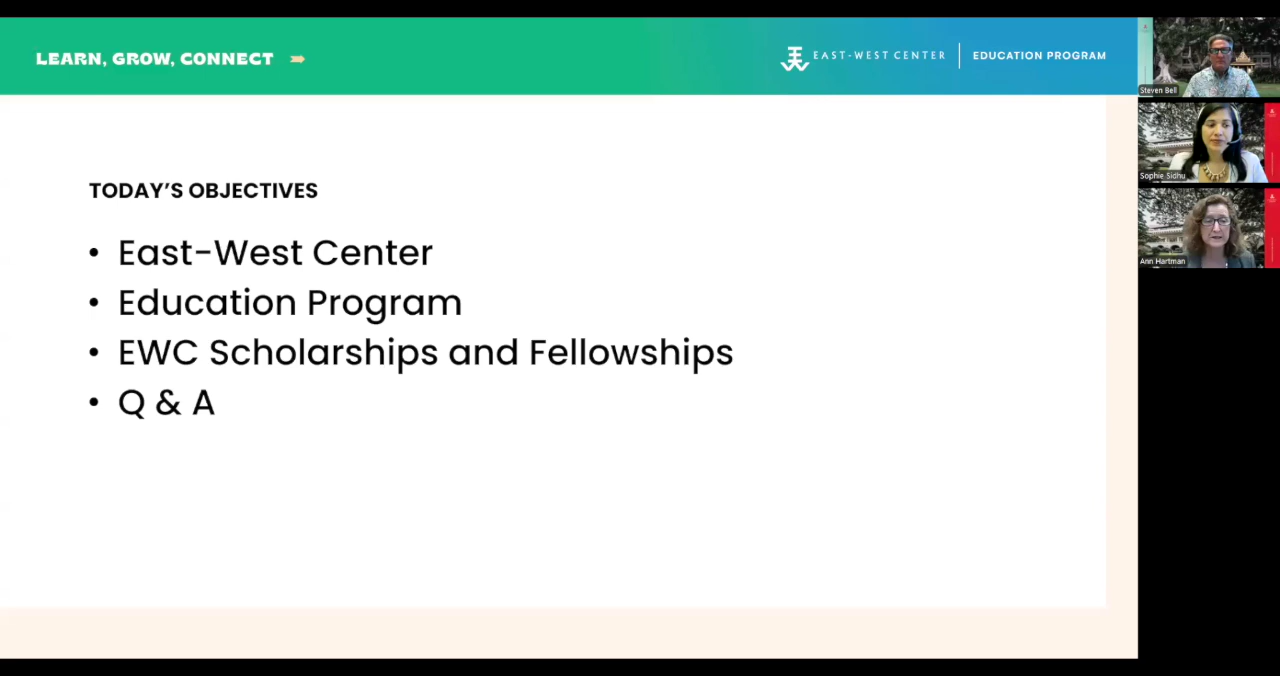 LEARN, GROW, CONNECT
EAST-WEST CENTER | EDUCATION PROGRAM
TODAY'S OBJECTIVES
• East-West Center
• Education Program
• EWC Scholarships and Fellowships
• Q & A
Steven Bell
Sophie Sidhu
Ann Hartman